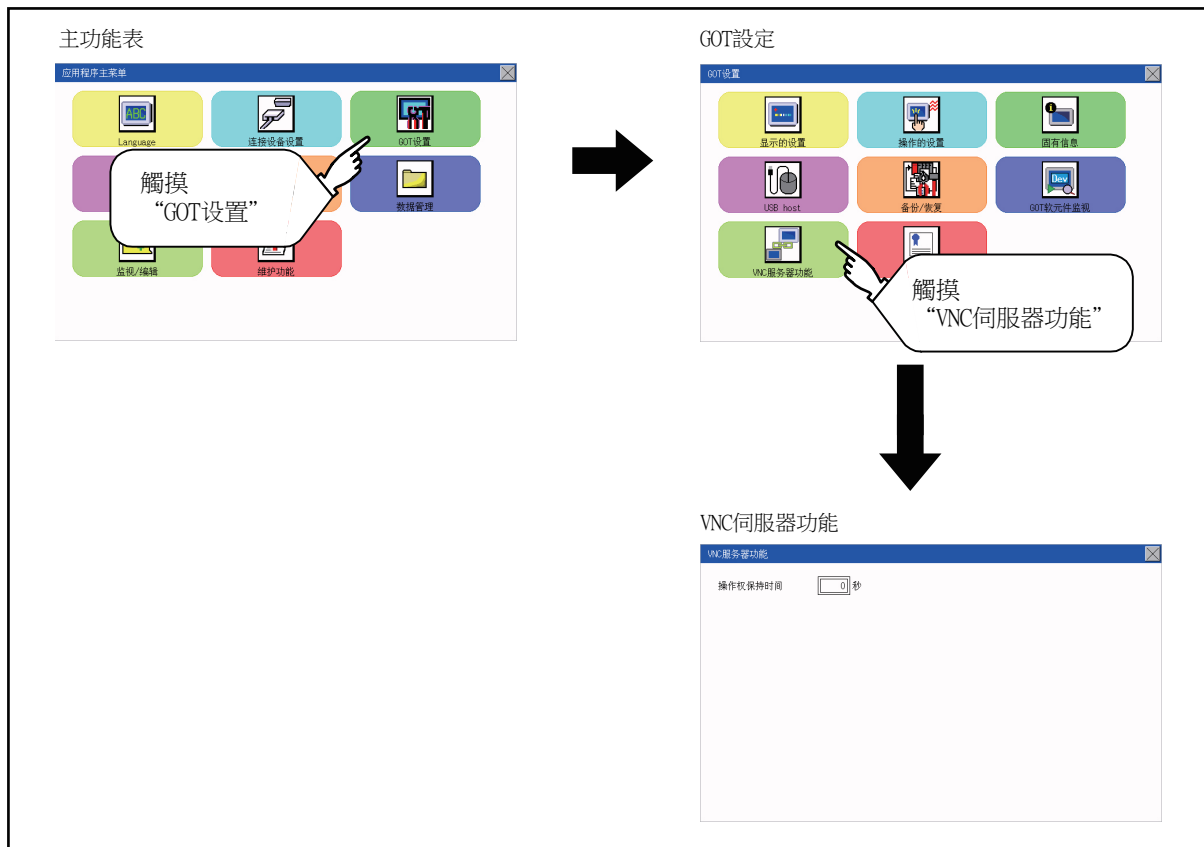 主功能表
应用程序主菜单
ABC
Language
连接设备设置
GOT设置
数据管理
监视/编辑
维护功能
觸摸
“GOT设置”
GOT設定
GOT设置
显示的设置
操作的设置
固有信息
USB host
备份/恢复
Dev
GOT软元件监视
VNC服务器功能
觸摸
“VNC伺服器功能”
VNC伺服器功能
VNC服务器功能
操作权保持时间 0 秒